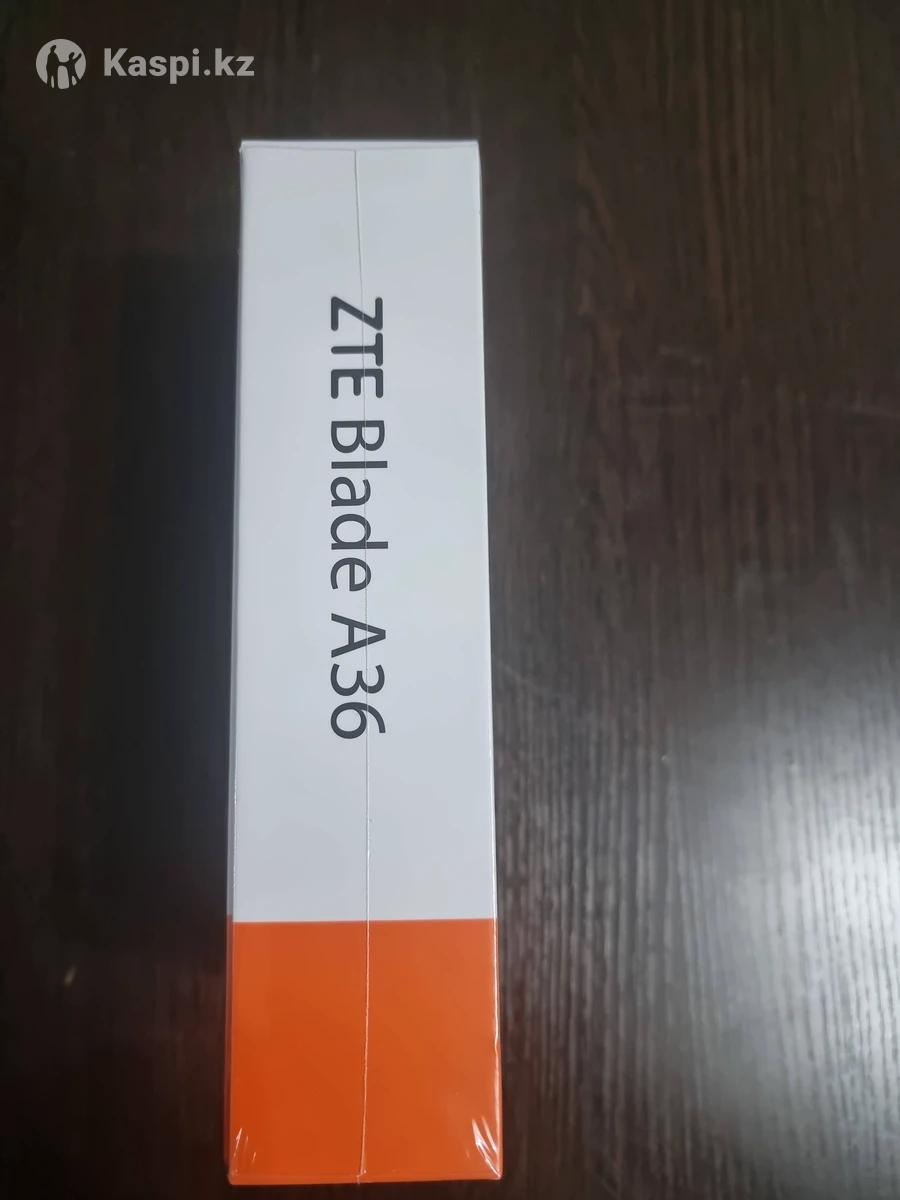 Kaspi.kz
ZTE Blade A36